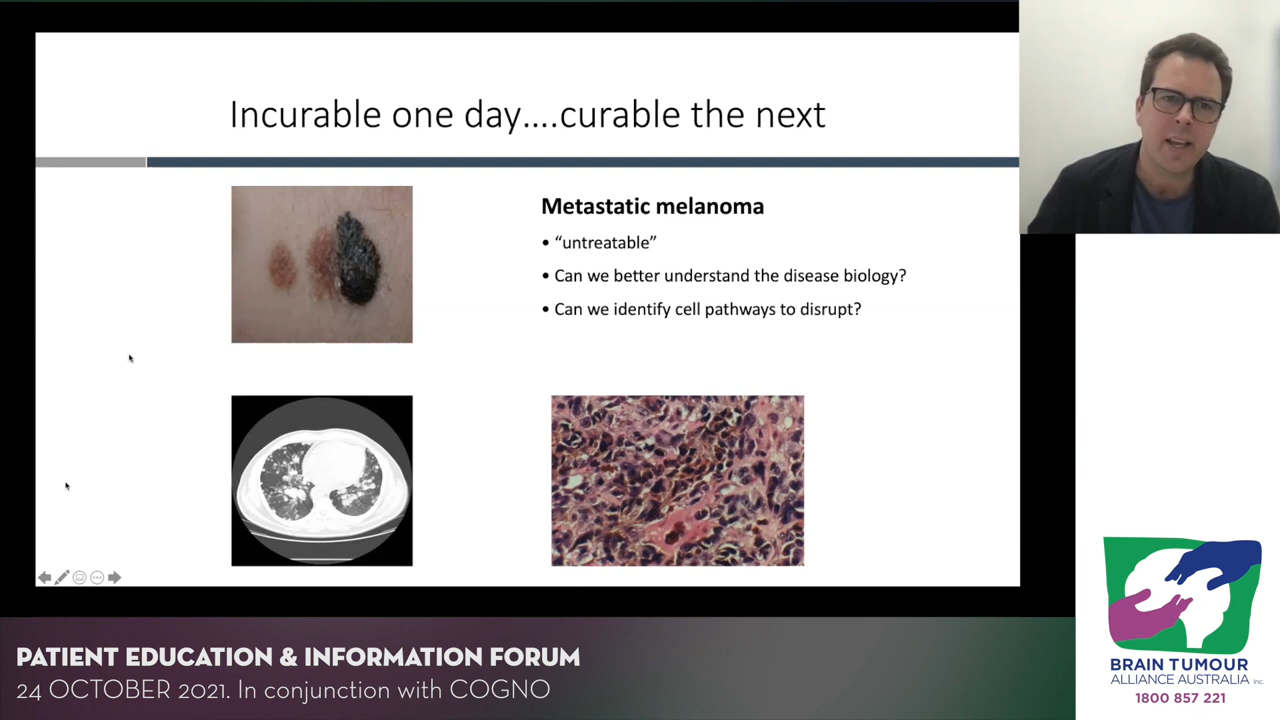 Incurable one day....curable the next
Metastatic melanoma
• “untreatable”
• Can we better understand the disease biology?
• Can we identify cell pathways to disrupt?
PATIENT EDUCATION & INFORMATION FORUM
24 OCTOBER 2021. In conjunction with COGNO
BRAIN TUMOUR
ALLIANCE AUSTRALIA Inc.
1800 857 221